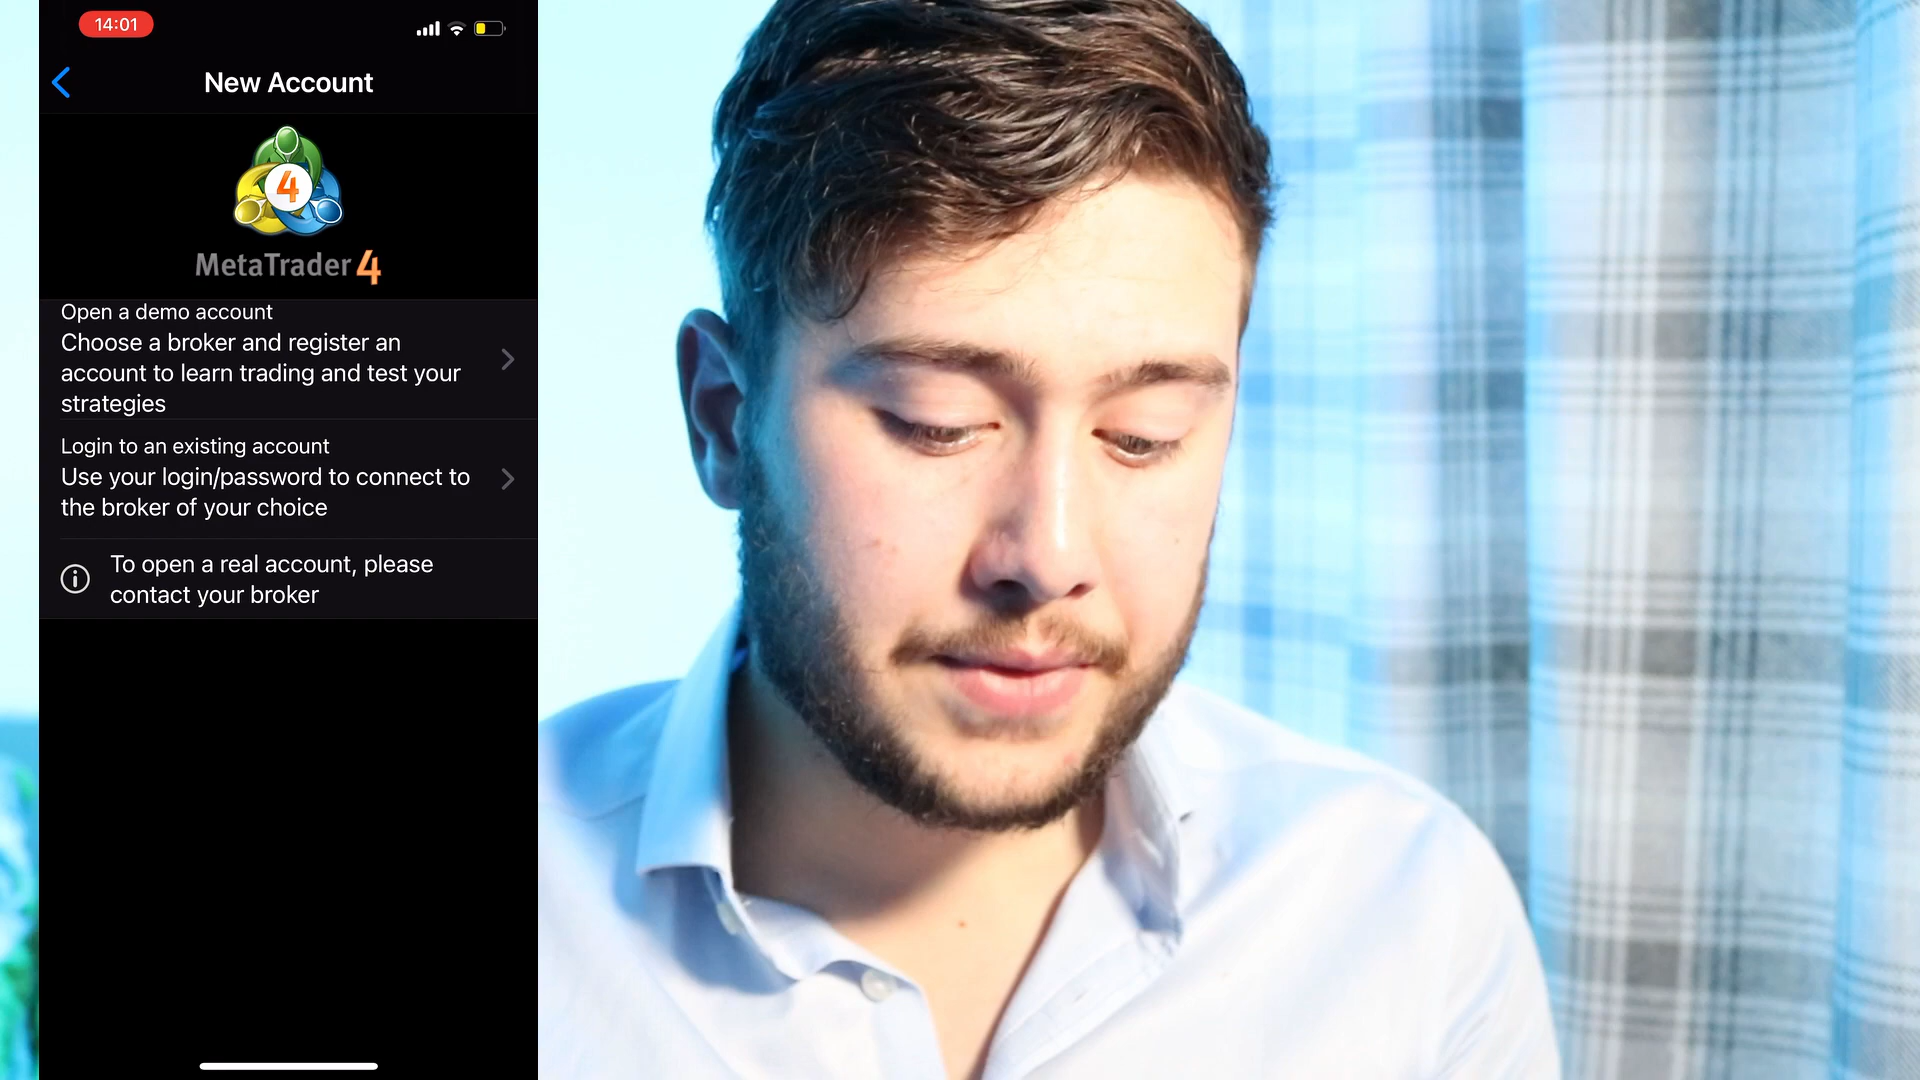 14:01
New Account
4
MetaTrader 4
Open a demo account
Choose a broker and register an
account to learn trading and test your
strategies
Login to an existing account
Use your login/password to connect to
the broker of your choice
To open a real account, please
contact your broker